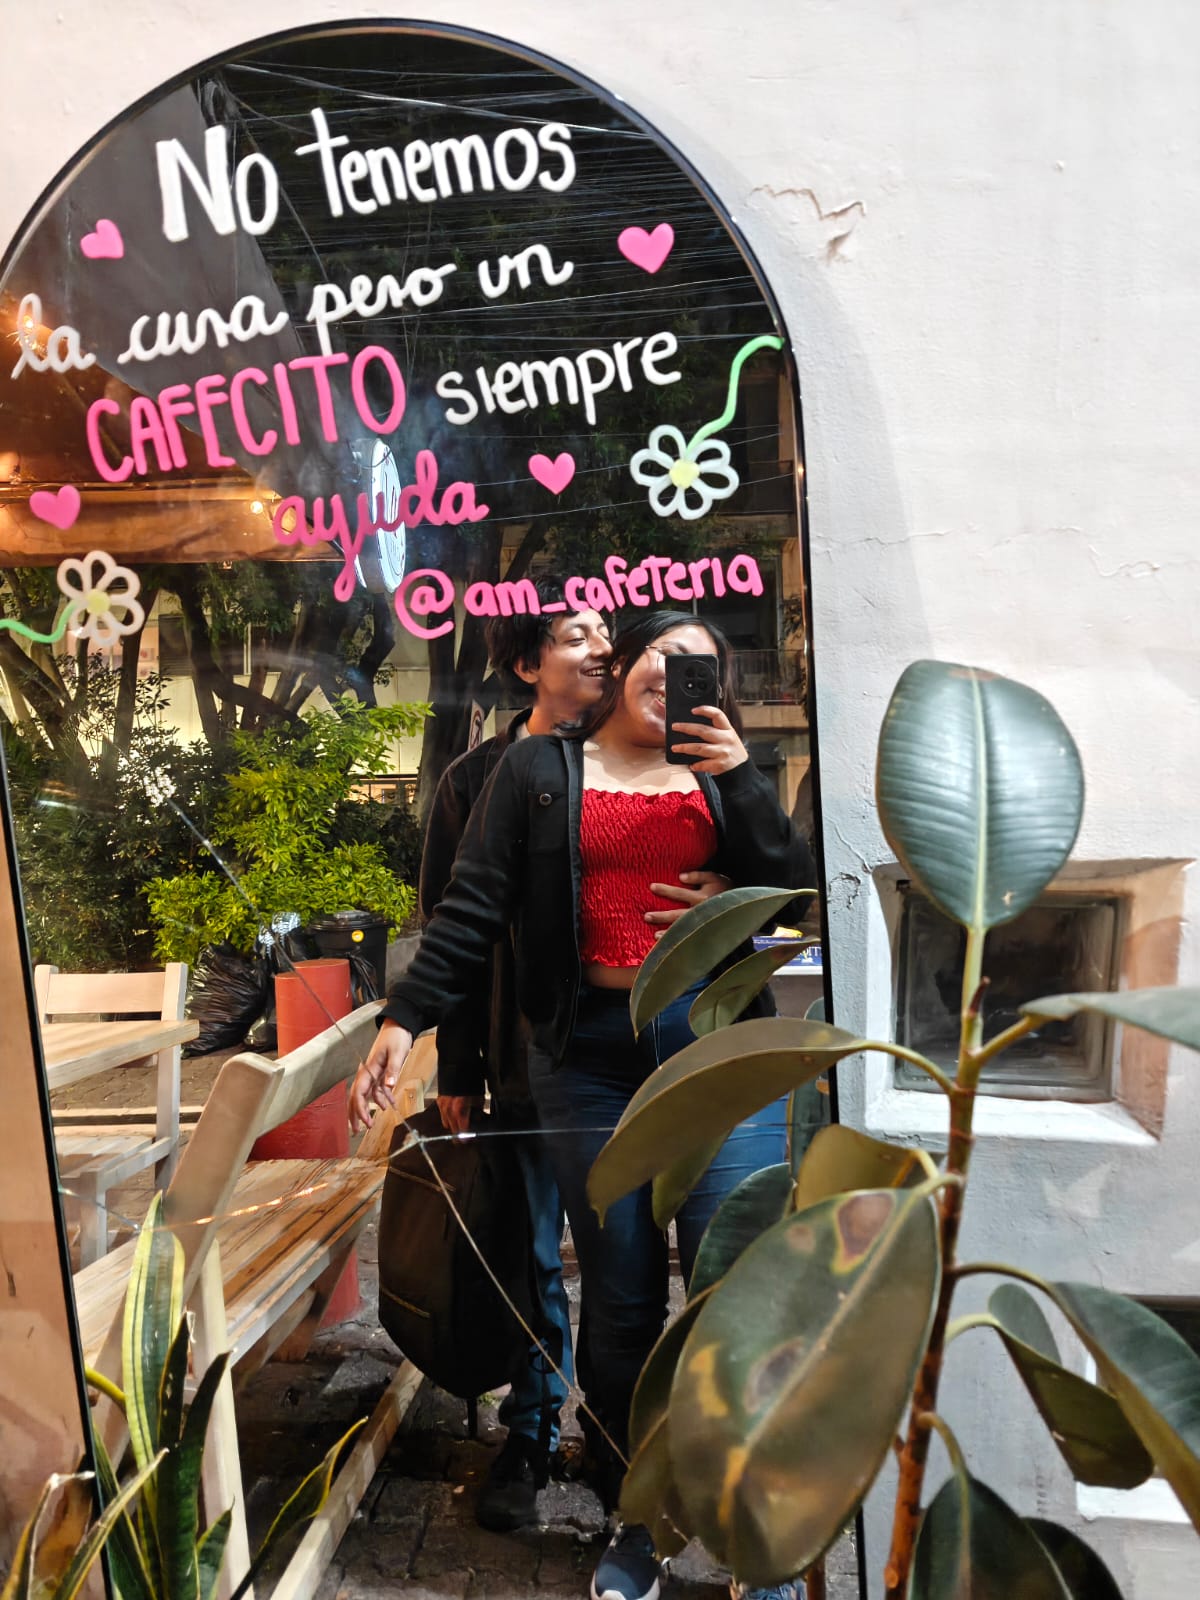 No tenemos
la cura pero un
CAFECITO siempre
ayuda
@am_cafeteria